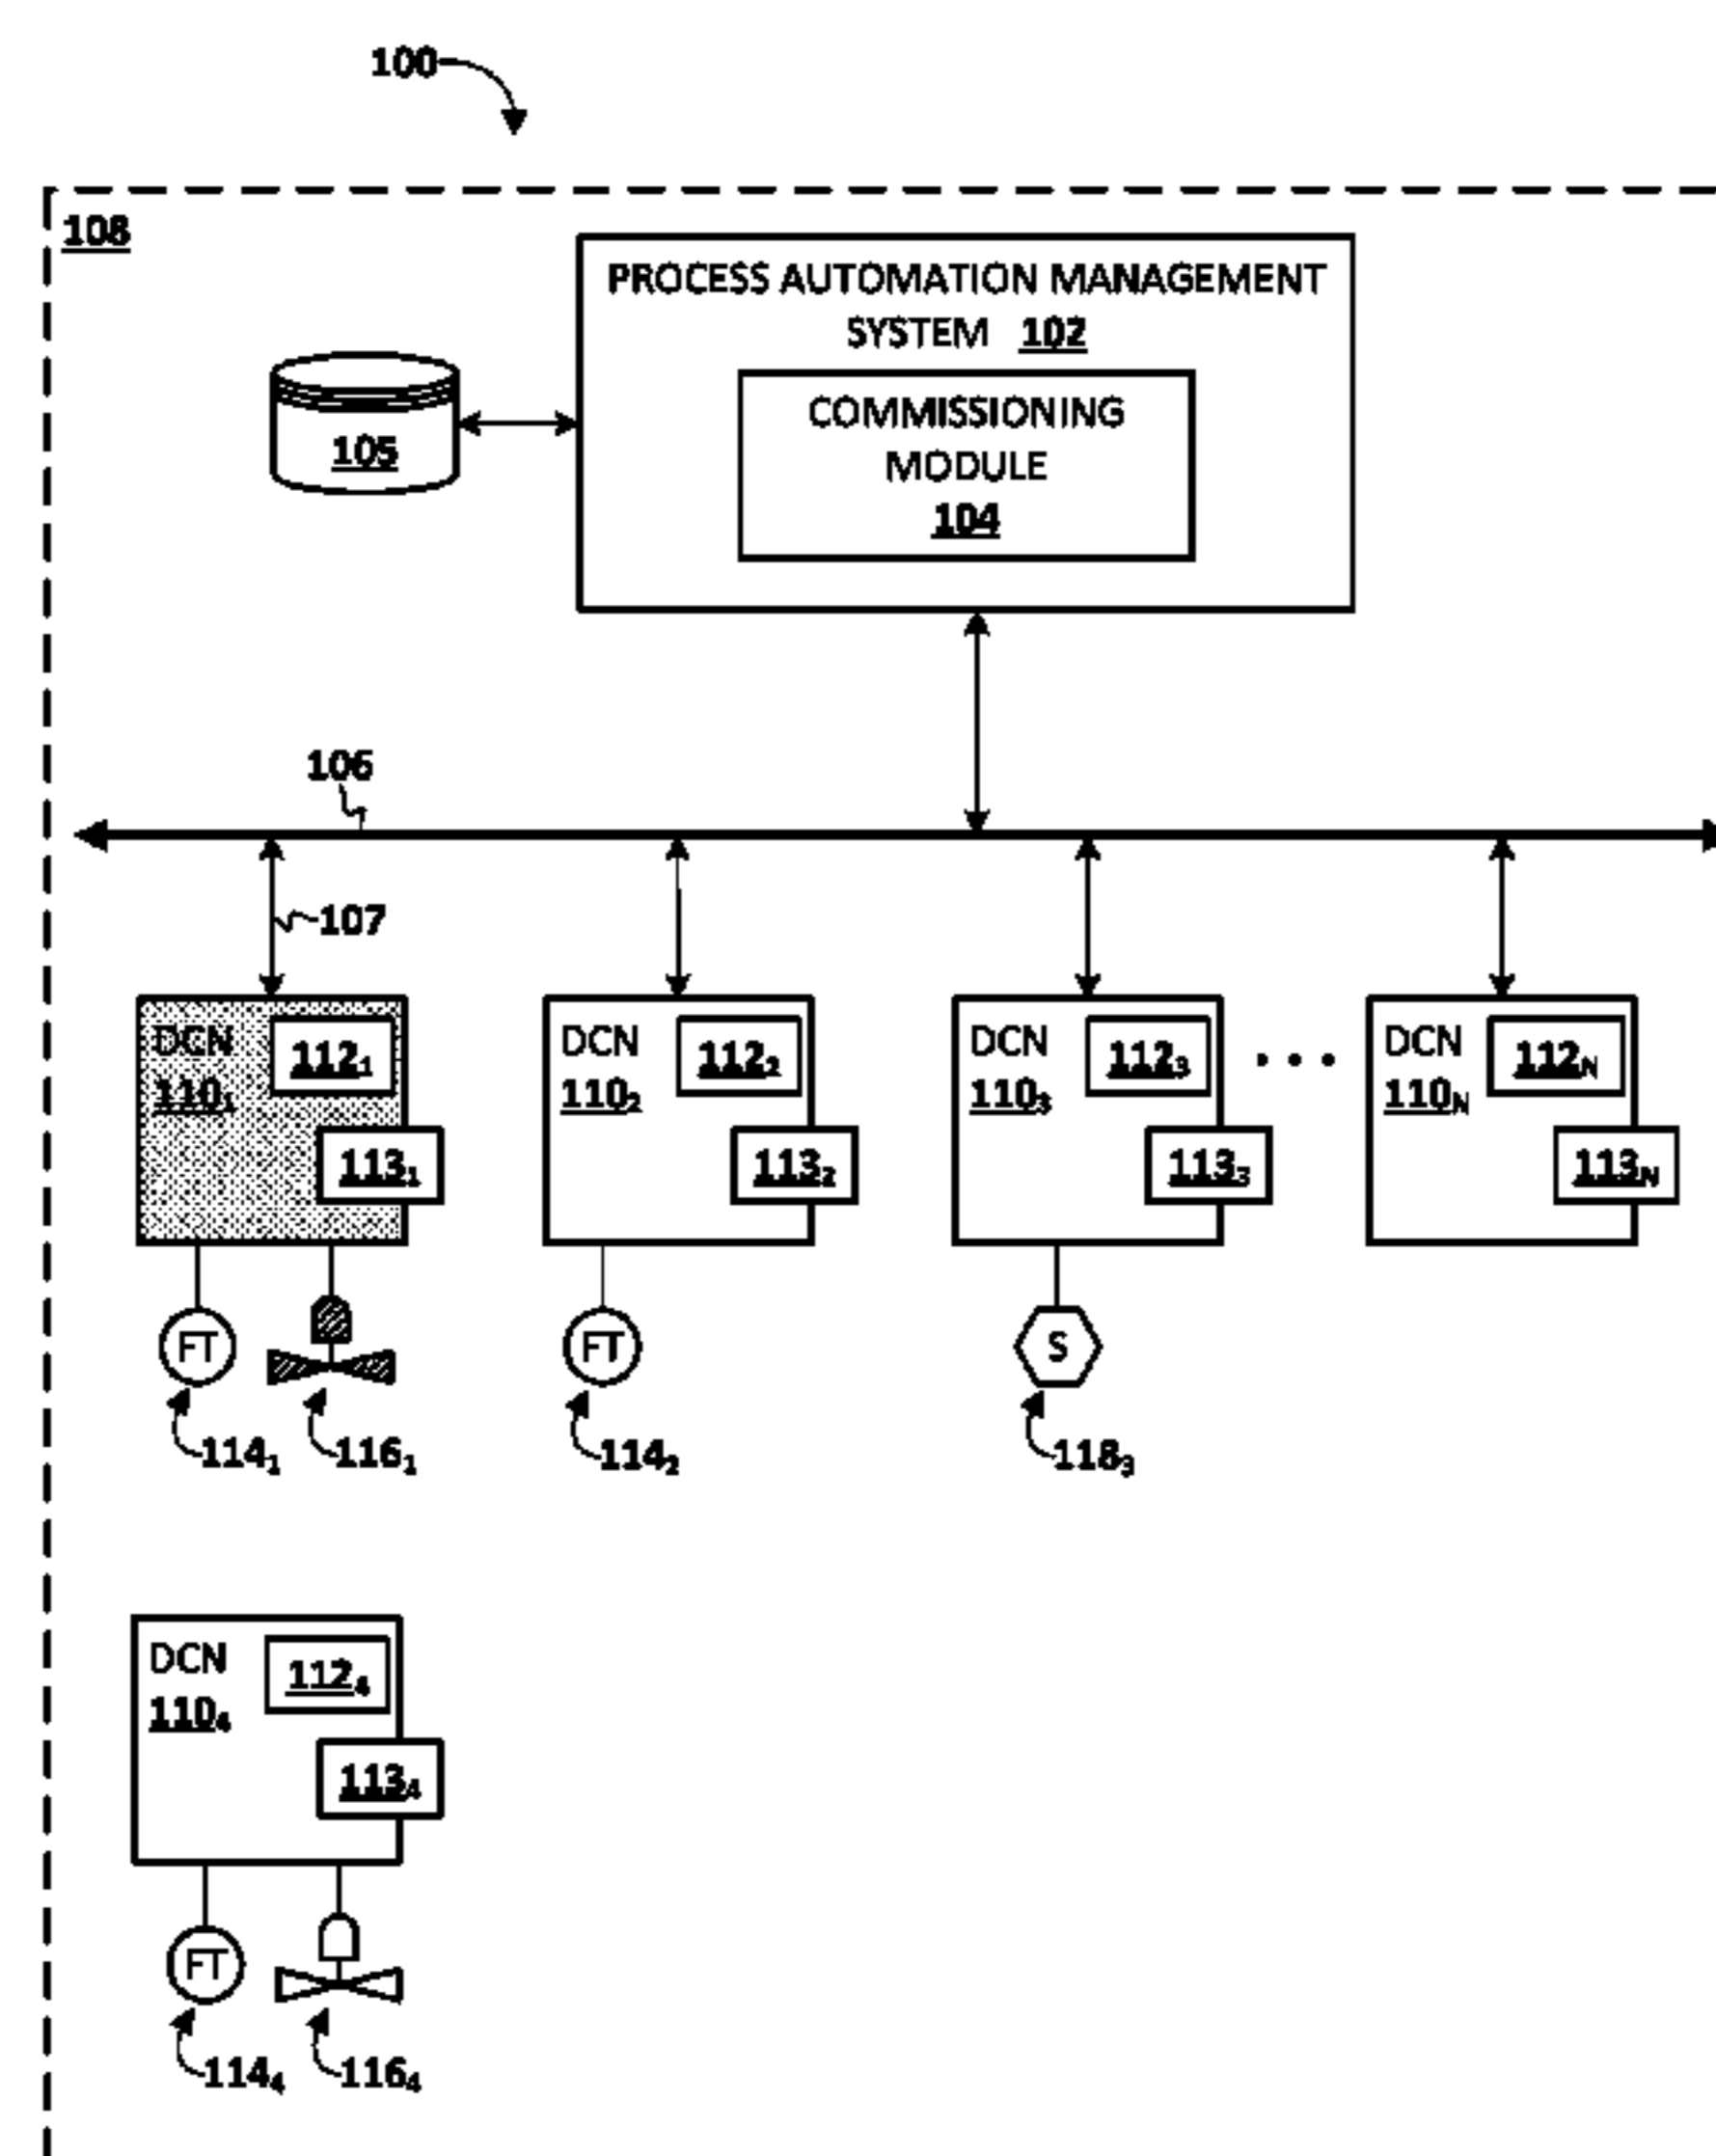 100
108
PROCESS AUTOMATION MANAGEMENT
SYSTEM 102
COMMISSIONING
MODULE
104
105
106
107
DCN
110₁
112₁
113₁
DCN
110₂
112₂
113₂
DCN
110₃
112₃
113₃
• • •
DCN
110N
112N
113N
FT
FT
S
114₁
116₁
114₂
118₃
DCN
110₄
112₄
113₄
FT
114₄
116₄